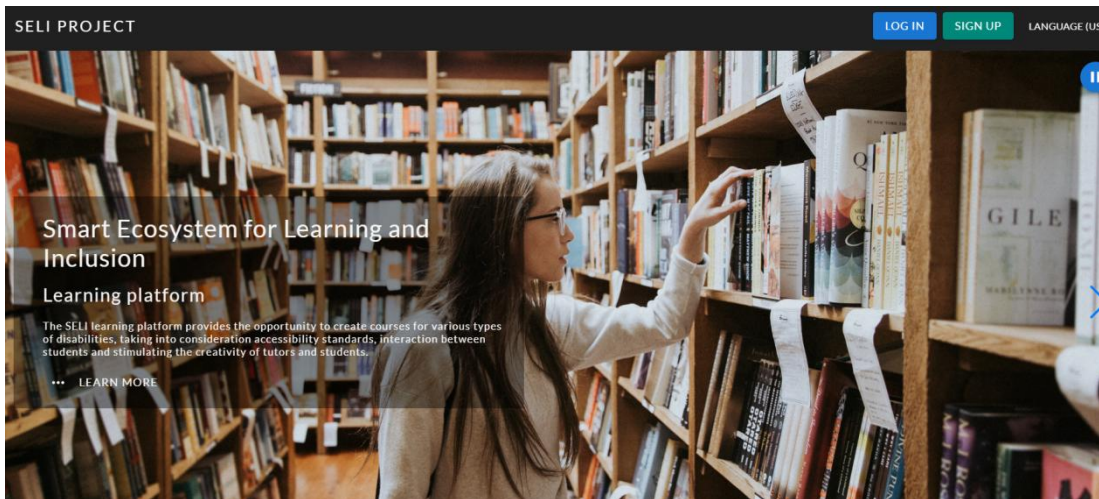 SELI PROJECT
LOG IN
SIGN UP
LANGUAGE (US
Smart Ecosystem for Learning and
Inclusion
Learning platform
The SELI learning platform provides the opportunity to create courses for various types
of disabilities, taking into consideration accessibility standards, interaction between
students and stimulating the creativity of tutors and students.
••• LEARN MORE
GILE